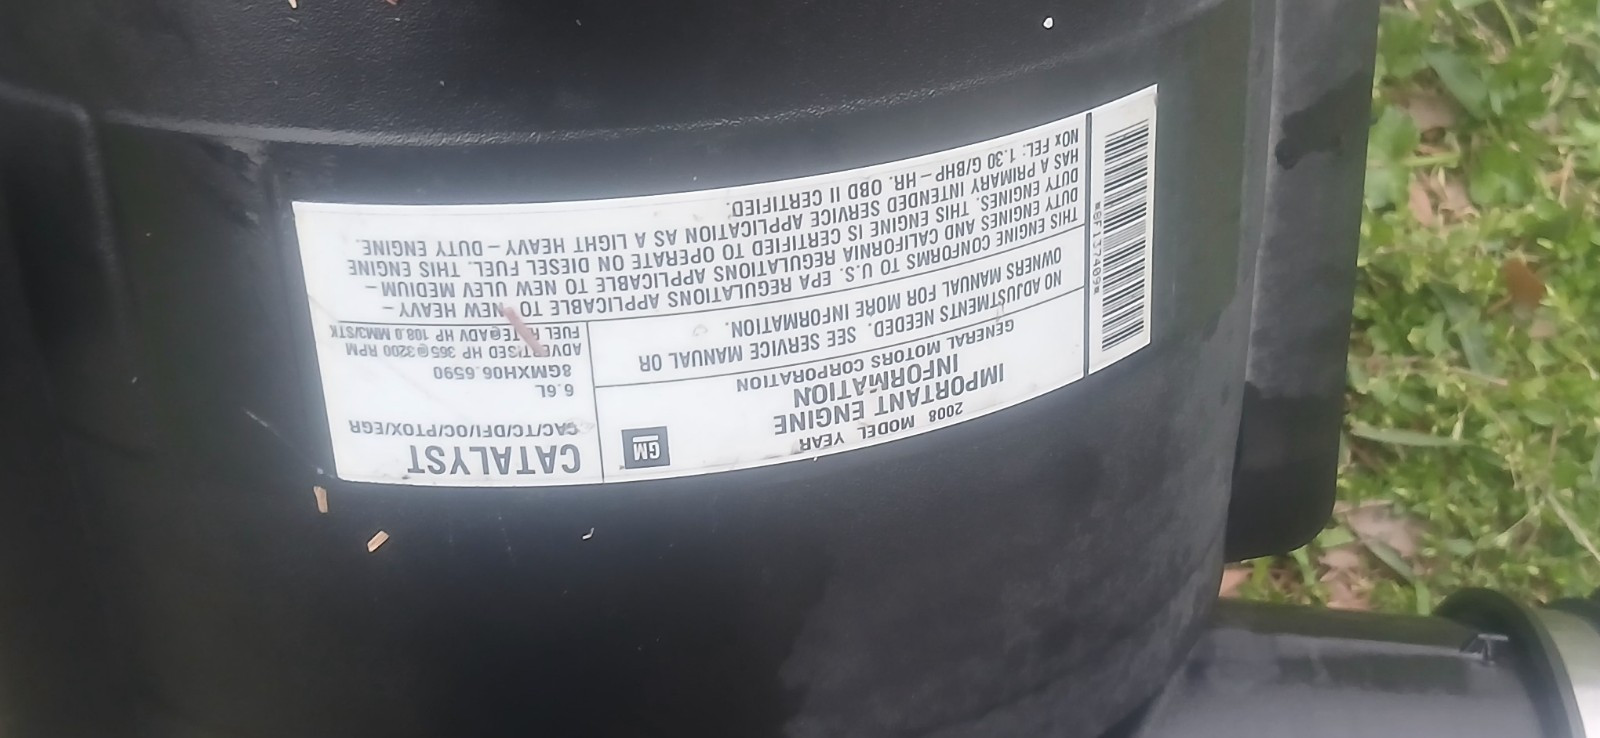 CATALYST
CAC/TC/DFI/OC/PTOX/EGR
6.6L
8GMXH06.6590
ADVERTISED HP 365@3200 RPM
FUEL RATE@ADV HP 108.0 MM3/STK
GM
2008 MODEL YEAR
IMPORTANT ENGINE
INFORMATION
GENERAL MOTORS CORPORATION
NO ADJUSTMENTS NEEDED. SEE SERVICE MANUAL OR
OWNERS MANUAL FOR MORE INFORMATION.
THIS ENGINE CONFORMS TO U.S. EPA REGULATIONS APPLICABLE TO NEW HEAVY-
DUTY ENGINES AND CALIFORNIA REGULATIONS APPLICABLE TO NEW ULEV MEDIUM-
DUTY ENGINES. THIS ENGINE IS CERTIFIED TO OPERATE ON DIESEL FUEL. THIS ENGINE
HAS A PRIMARY INTENDED SERVICE APPLICATION AS A LIGHT HEAVY-DUTY ENGINE.
NOx FEL: 1.30 G/BHP-HR. OBD II CERTIFIED.